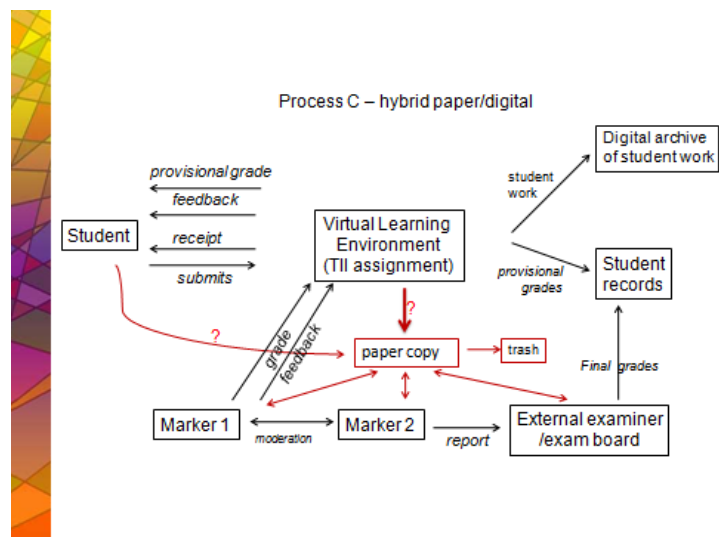 Process C – hybrid paper/digital
provisional grade
feedback
receipt
submits
Student
Virtual Learning
Environment
(TII assignment)
student
work
Digital archive
of student work
provisional
grades
Student
records
?
?
grade
feedback
paper copy
trash
Final grades
Marker 1
moderation
Marker 2
report
External examiner
/exam board